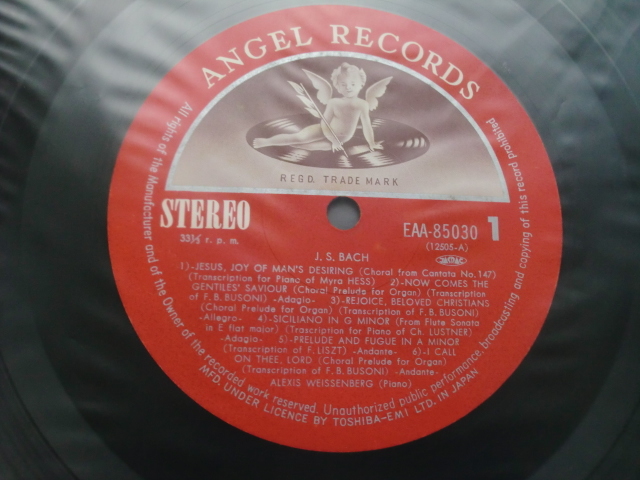 ANGEL RECORDS
REGD. TRADE MARK
STEREO
33⅓ r. p. m.
EAA-85030 1
(12505-A)
J. S. BACH
1)-JESUS, JOY OF MAN'S DESIRING (Choral from Cantata No. 147)
(Transcription for Piano of Myra HESS) 2)-NOW COMES THE
GENTILES' SAVIOUR (Choral Prelude for Organ) (Transcription
of F. B. BUSONI) -Adagio- 3)-REJOICE, BELOVED CHRISTIANS
(Choral Prelude for Organ) (Transcription of F. B. BUSONI)
-Allegro- 4)-SICILIANO IN G MINOR (From Flute Sonata
in E flat major) (Trascription for Piano of Ch. LUSTNER)
-Adagio- 5)-PRELUDE AND FUGUE IN A MINOR
(Transcription of F. LISZT) -Andante- 6)-I CALL
ON THEE, LORD (Choral Prelude for Organ)
(Transcription of F. B. BUSONI) -Andante-
ALEXIS WEISSENBERG (Piano)
All rights of the Manufacturer and of the Owner of the recorded work reserved. Unauthorized public performance, broadcasting and copying of this record prohibited
MFD. UNDER LICENCE BY TOSHIBA-EMI LTD. IN JAPAN